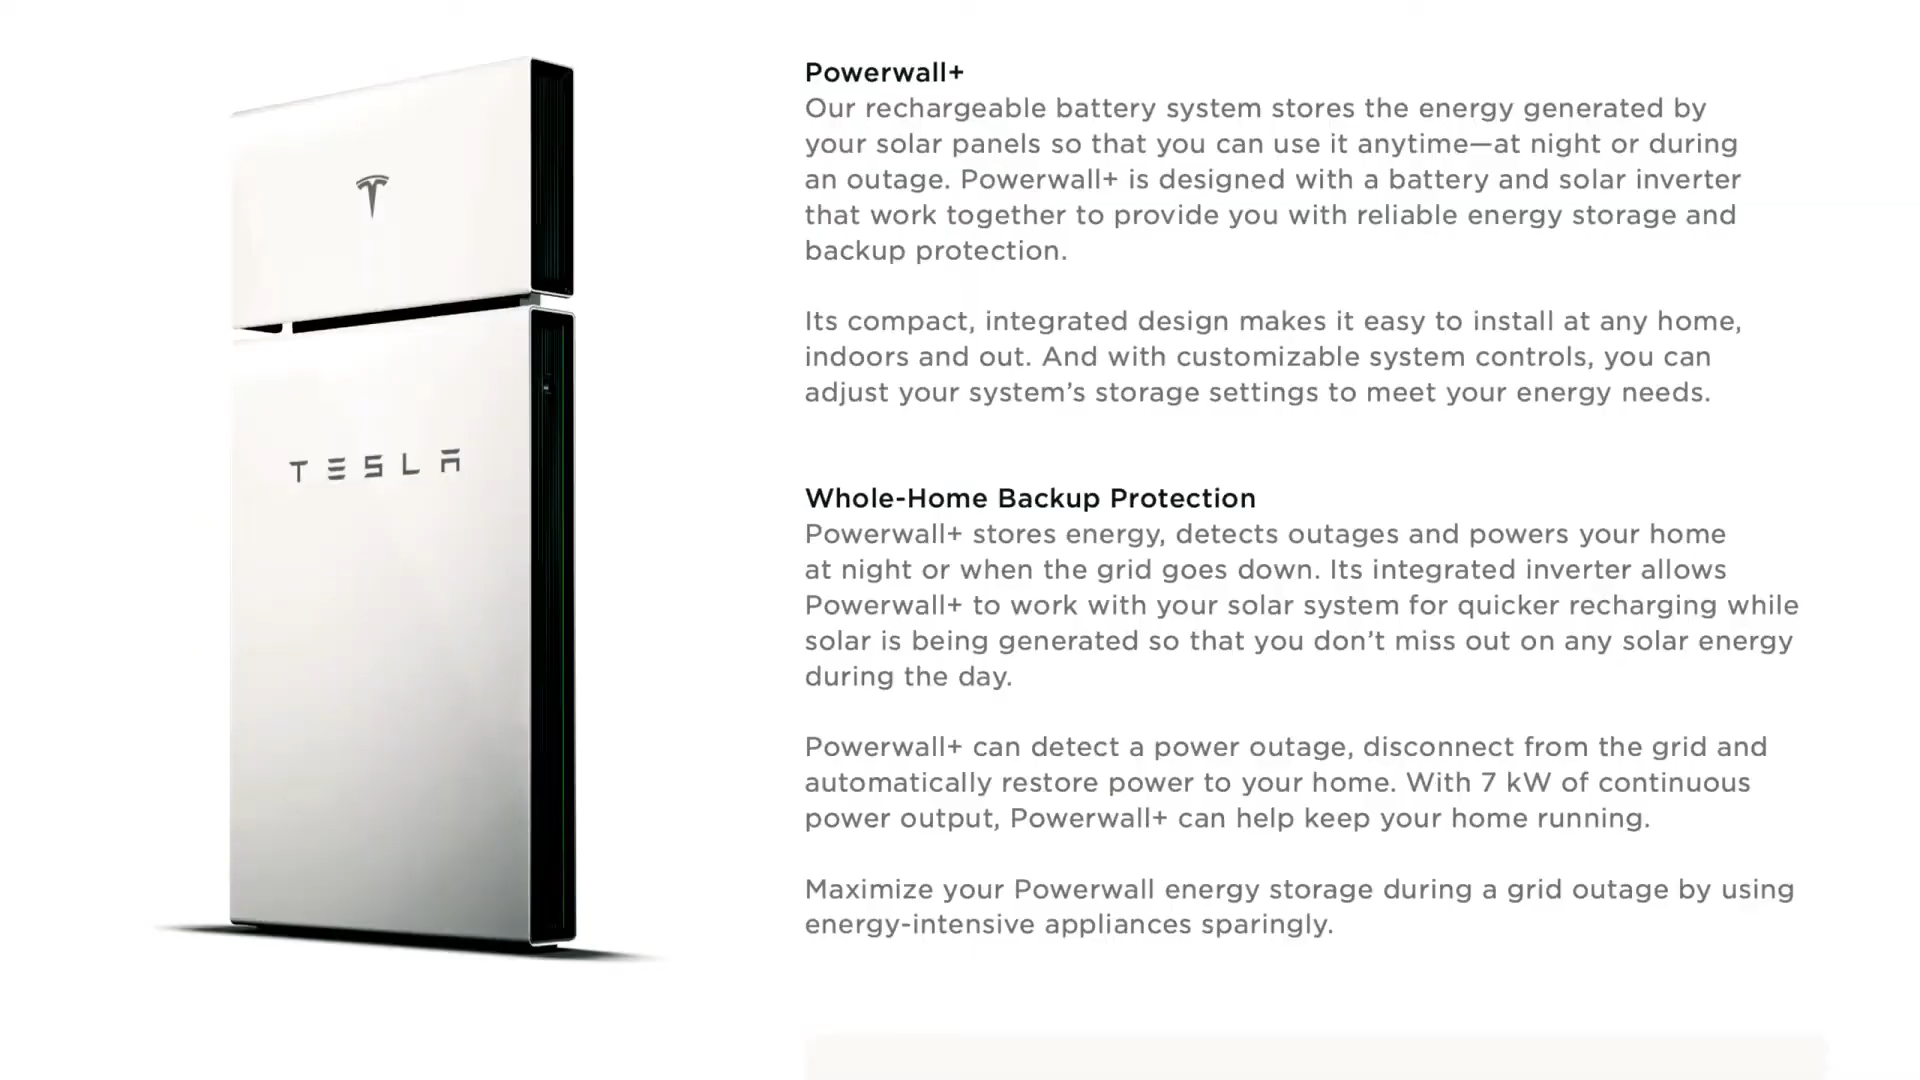 TESLA
Powerwall+
Our rechargeable battery system stores the energy generated by
your solar panels so that you can use it anytime—at night or during
an outage. Powerwall+ is designed with a battery and solar inverter
that work together to provide you with reliable energy storage and
backup protection.
Its compact, integrated design makes it easy to install at any home,
indoors and out. And with customizable system controls, you can
adjust your system’s storage settings to meet your energy needs.
Whole-Home Backup Protection
Powerwall+ stores energy, detects outages and powers your home
at night or when the grid goes down. Its integrated inverter allows
Powerwall+ to work with your solar system for quicker recharging while
solar is being generated so that you don’t miss out on any solar energy
during the day.
Powerwall+ can detect a power outage, disconnect from the grid and
automatically restore power to your home. With 7 kW of continuous
power output, Powerwall+ can help keep your home running.
Maximize your Powerwall energy storage during a grid outage by using
energy-intensive appliances sparingly.